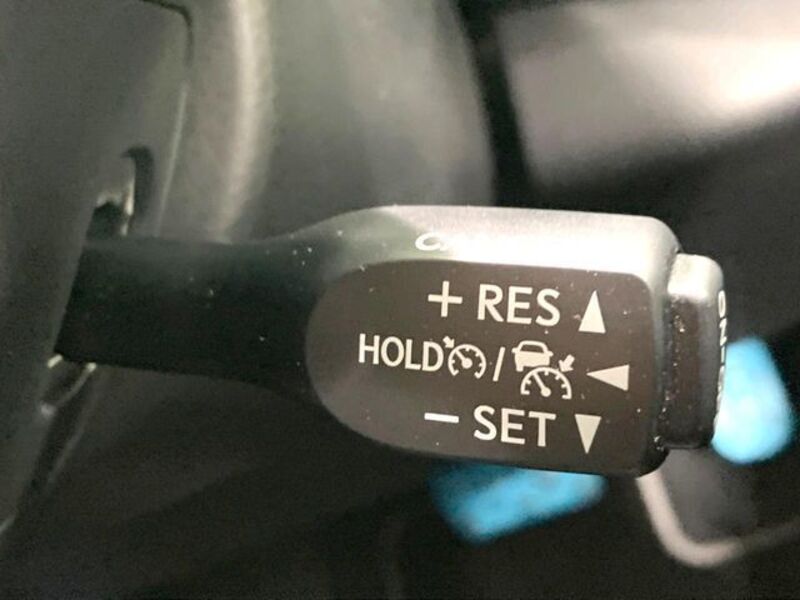 + RES ▲
HOLD / ◀
− SET ▼